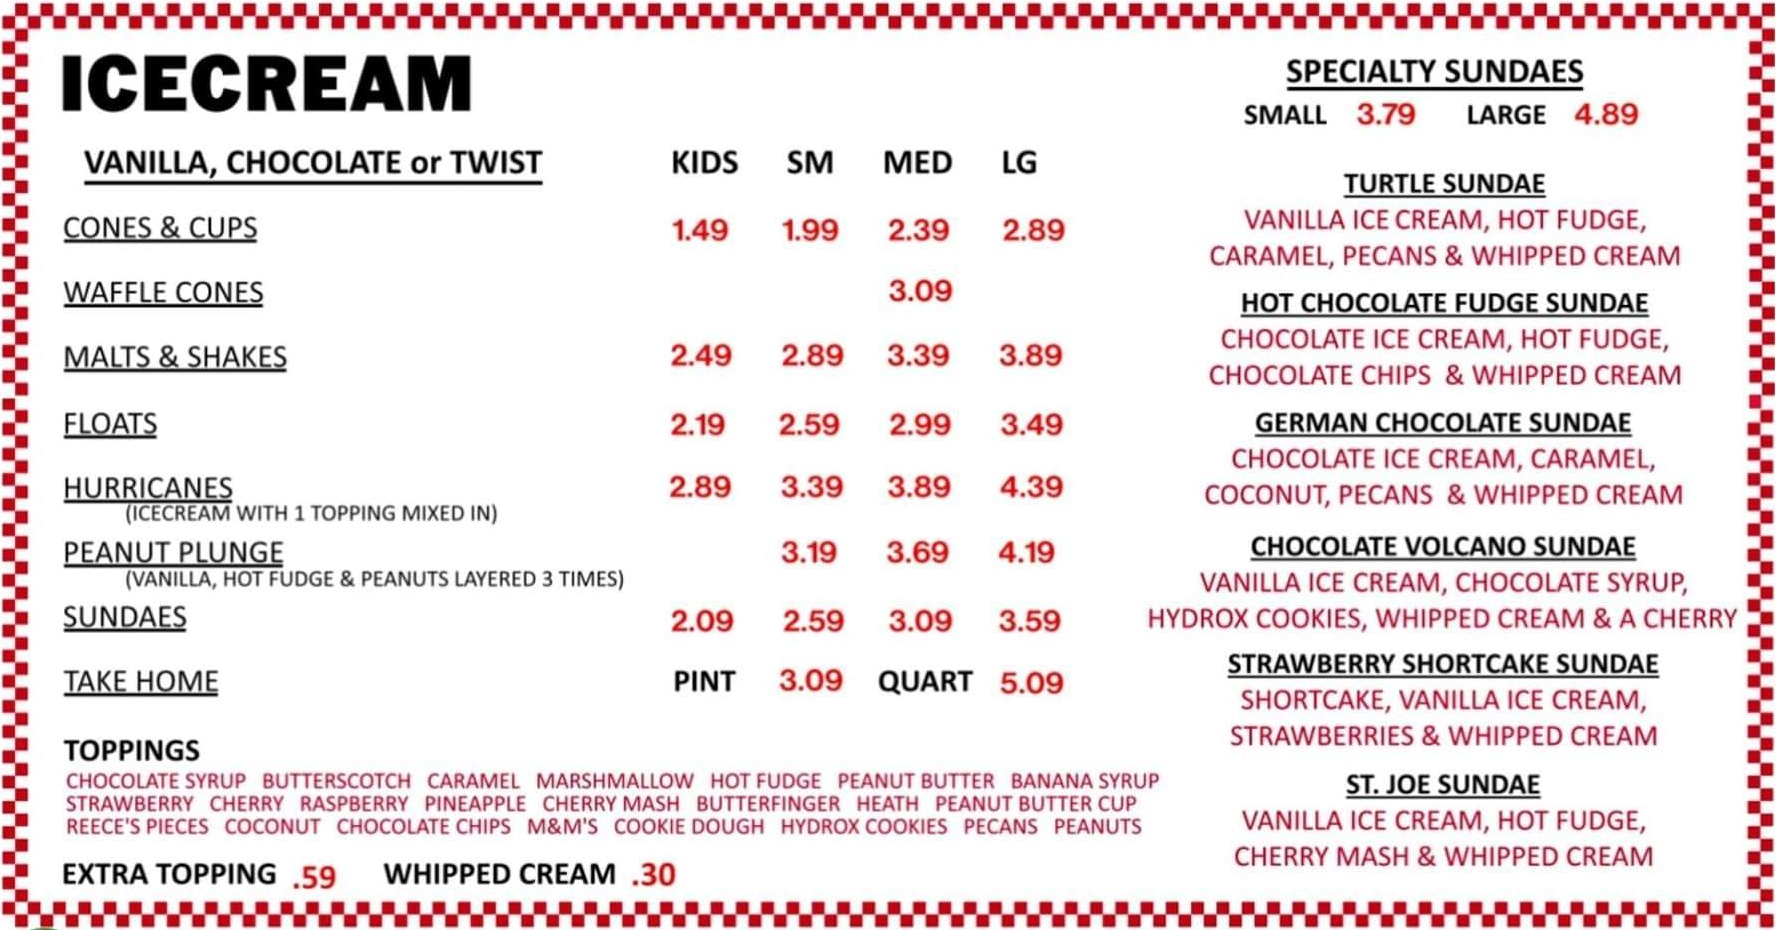 ICECREAM
VANILLA, CHOCOLATE or TWIST KIDS SM MED LG
CONES & CUPS 1.49 1.99 2.39 2.89
WAFFLE CONES 3.09
MALTS & SHAKES 2.49 2.89 3.39 3.89
FLOATS 2.19 2.59 2.99 3.49
HURRICANES 2.89 3.39 3.89 4.39
(ICECREAM WITH 1 TOPPING MIXED IN)
PEANUT PLUNGE 3.19 3.69 4.19
(VANILLA, HOT FUDGE & PEANUTS LAYERED 3 TIMES)
SUNDAES 2.09 2.59 3.09 3.59
TAKE HOME PINT 3.09 QUART 5.09
TOPPINGS
CHOCOLATE SYRUP BUTTERSCOTCH CARAMEL MARSHMALLOW HOT FUDGE PEANUT BUTTER BANANA SYRUP
STRAWBERRY CHERRY RASPBERRY PINEAPPLE CHERRY MASH BUTTERFINGER HEATH PEANUT BUTTER CUP
REECE'S PIECES COCONUT CHOCOLATE CHIPS M&M'S COOKIE DOUGH HYDROX COOKIES PECANS PEANUTS
EXTRA TOPPING .59 WHIPPED CREAM .30
SPECIALTY SUNDAES
SMALL 3.79 LARGE 4.89
TURTLE SUNDAE
VANILLA ICE CREAM, HOT FUDGE,
CARAMEL, PECANS & WHIPPED CREAM
HOT CHOCOLATE FUDGE SUNDAE
CHOCOLATE ICE CREAM, HOT FUDGE,
CHOCOLATE CHIPS & WHIPPED CREAM
GERMAN CHOCOLATE SUNDAE
CHOCOLATE ICE CREAM, CARAMEL,
COCONUT, PECANS & WHIPPED CREAM
CHOCOLATE VOLCANO SUNDAE
VANILLA ICE CREAM, CHOCOLATE SYRUP,
HYDROX COOKIES, WHIPPED CREAM & A CHERRY
STRAWBERRY SHORTCAKE SUNDAE
SHORTCAKE, VANILLA ICE CREAM,
STRAWBERRIES & WHIPPED CREAM
ST. JOE SUNDAE
VANILLA ICE CREAM, HOT FUDGE,
CHERRY MASH & WHIPPED CREAM